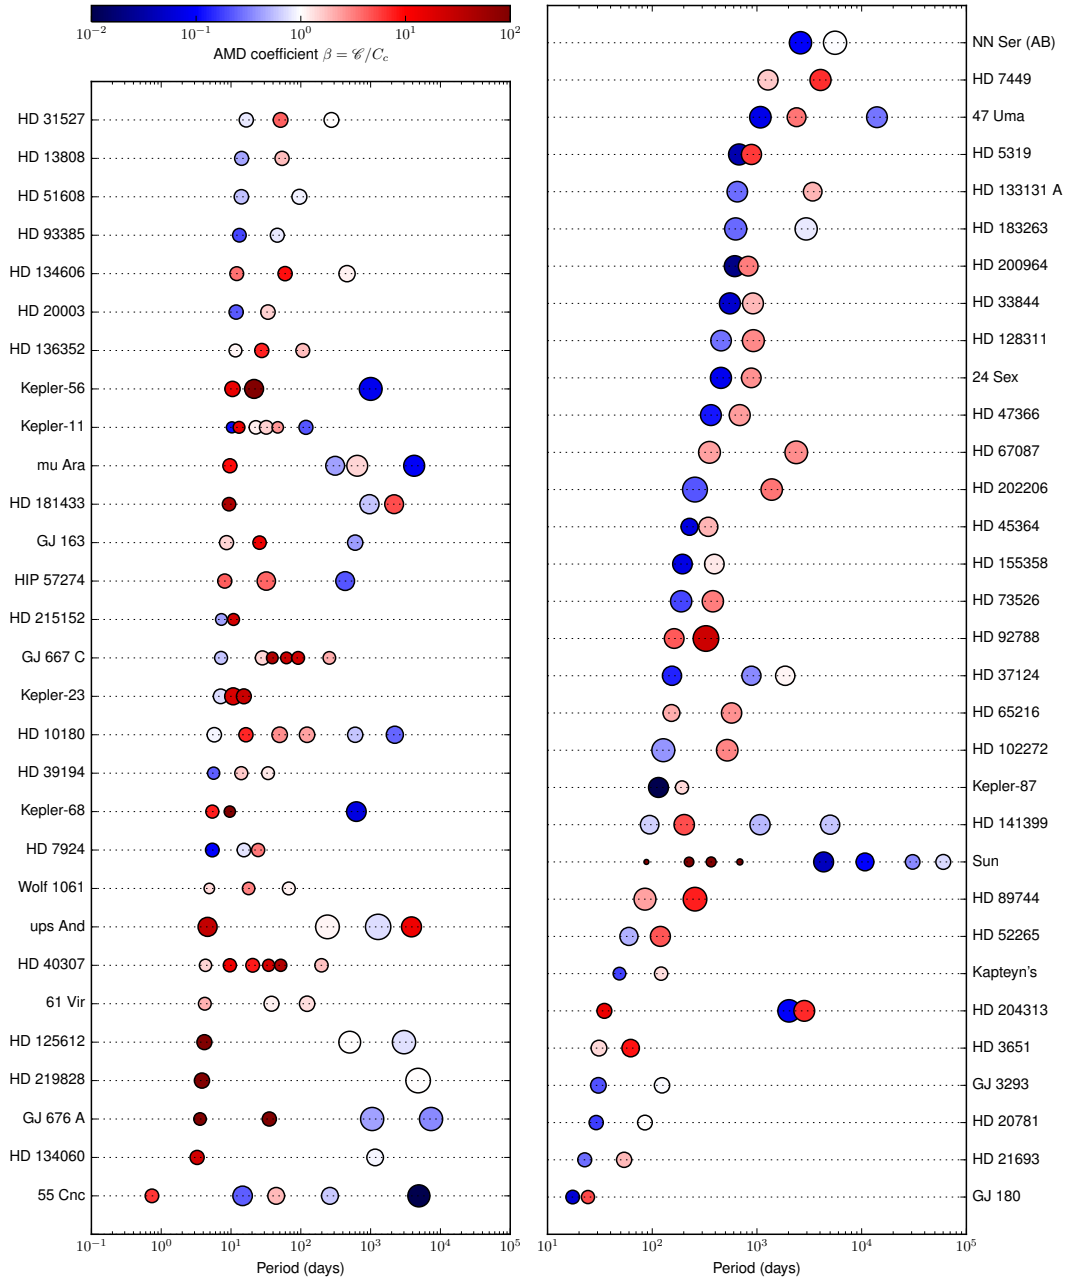 10^{-2} 10^{-1} 10^{0} 10^{1} 10^{2}
AMD coefficient β = 𝒞/C_c
HD 31527
HD 13808
HD 51608
HD 93385
HD 134606
HD 20003
HD 136352
Kepler-56
Kepler-11
mu Ara
HD 181433
GJ 163
HIP 57274
HD 215152
GJ 667 C
Kepler-23
HD 10180
HD 39194
Kepler-68
HD 7924
Wolf 1061
ups And
HD 40307
61 Vir
HD 125612
HD 219828
GJ 676 A
HD 134060
55 Cnc
10^{-1} 10^{0} 10^{1} 10^{2} 10^{3} 10^{4} 10^{5}
Period (days)
NN Ser (AB)
HD 7449
47 Uma
HD 5319
HD 133131 A
HD 183263
HD 200964
HD 33844
HD 128311
24 Sex
HD 47366
HD 67087
HD 202206
HD 45364
HD 155358
HD 73526
HD 92788
HD 37124
HD 65216
HD 102272
Kepler-87
HD 141399
Sun
HD 89744
HD 52265
Kapteyn's
HD 204313
HD 3651
GJ 3293
HD 20781
HD 21693
GJ 180
10^{1} 10^{2} 10^{3} 10^{4} 10^{5}
Period (days)